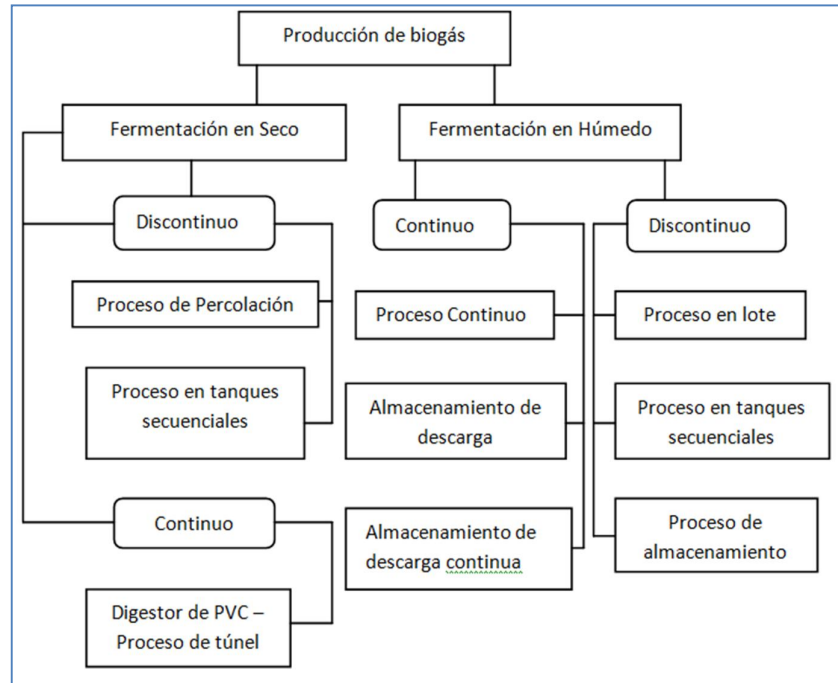 Producción de biogás
Fermentación en Seco
Fermentación en Húmedo
Discontinuo
Continuo
Discontinuo
Proceso de Percolación
Proceso Continuo
Proceso en lote
Proceso en tanques
secuenciales
Almacenamiento de
descarga
Proceso en tanques
secuenciales
Continuo
Almacenamiento de
descarga continua
Proceso de
almacenamiento
Digestor de PVC –
Proceso de túnel